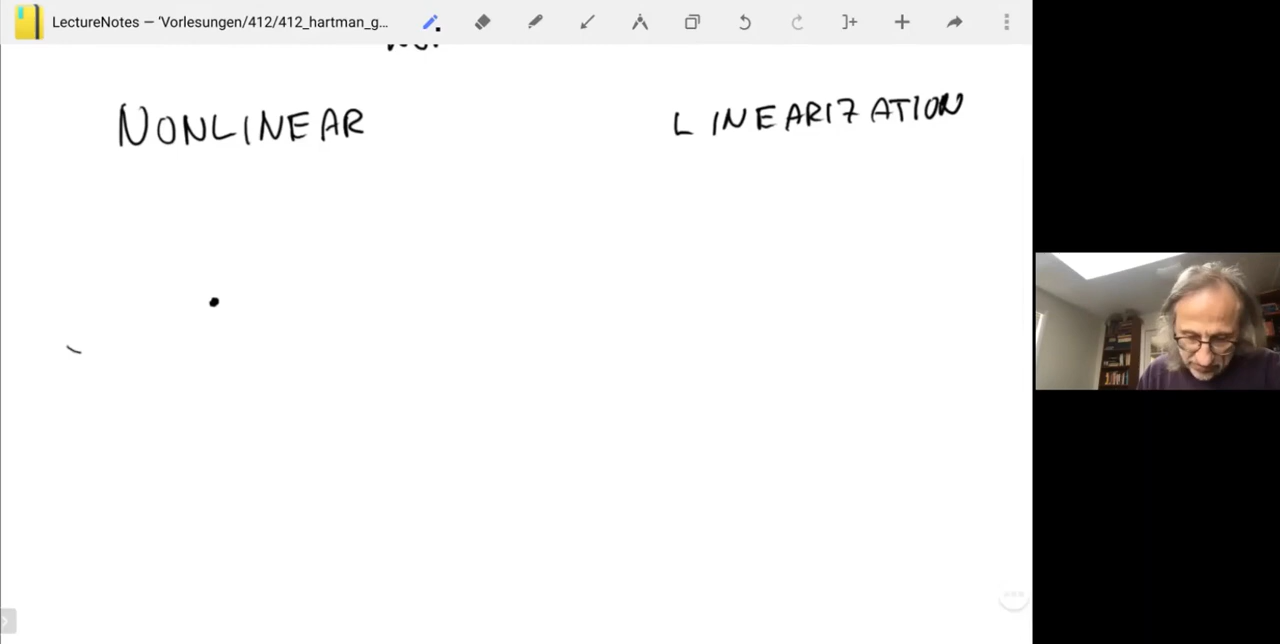 LectureNotes — ‘Vorlesungen/412/412_hartman_g...
NONLINEAR
LINEARIZATION